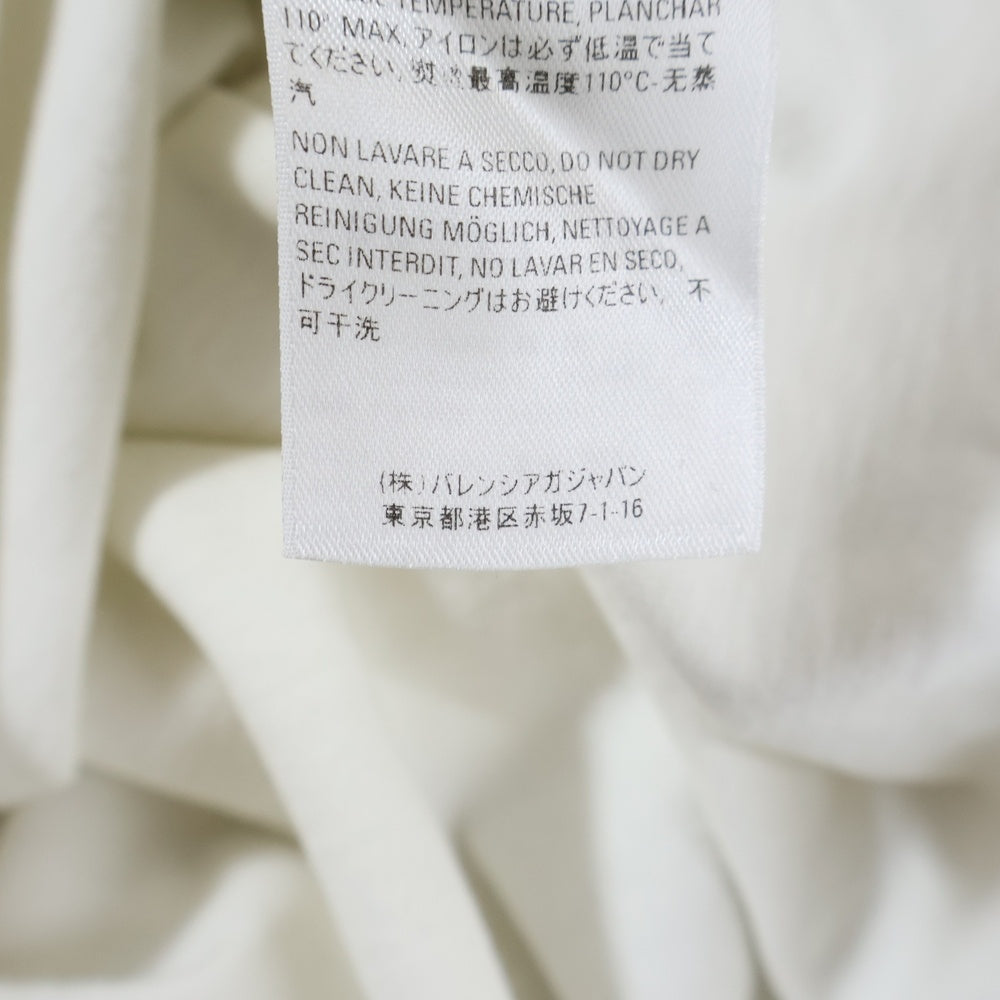 TEMPERATURE, PLANCHAR
110° MAX, アイロンは必ず低温で当て
てください, 熨 最高温度110°C-无蒸
汽
NON LAVARE A SECCO, DO NOT DRY
CLEAN, KEINE CHEMISCHE
REINIGUNG MÖGLICH, NETTOYAGE A
SEC INTERDIT, NO LAVAR EN SECO,
ドライクリーニングはお避けください, 不
可干洗
(株)バレンシアガジャパン
東京都港区赤坂7-1-16